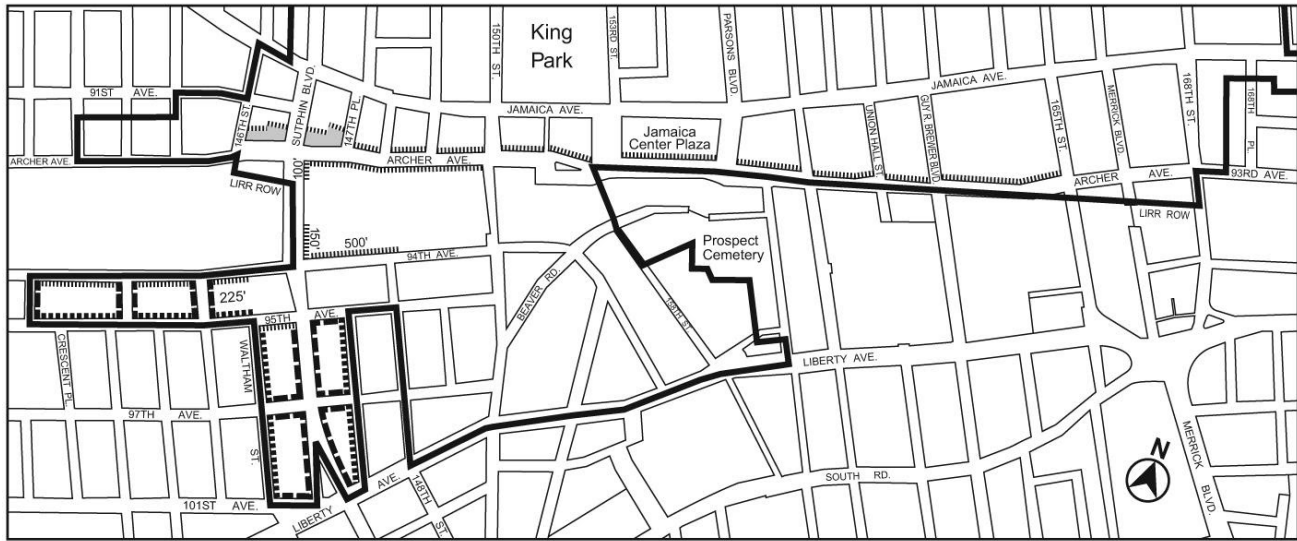 King
Park
150TH ST.
153RD ST.
PARSONS BLVD.
168TH ST.
168TH PL.
SUTPHIN BLVD.
147TH PL.
146TH ST.
91ST AVE.
JAMAICA AVE.
JAMAICA AVE.
UNION HALL ST.
GUY R. BREWER BLVD.
165TH ST.
MERRICK BLVD.
Jamaica
Center Plaza
ARCHER AVE.
ARCHER AVE.
ARCHER AVE.
93RD AVE.
LIRR ROW
LIRR ROW
100'
150'
500'
94TH AVE.
Prospect
Cemetery
BEAVER RD.
159TH ST.
225'
95TH AVE.
CRESCENT PL.
WALTHAM ST.
LIBERTY AVE.
97TH AVE.
101ST AVE.
LIBERTY AVE.
148TH ST.
SOUTH RD.
MERRICK BLVD.
N